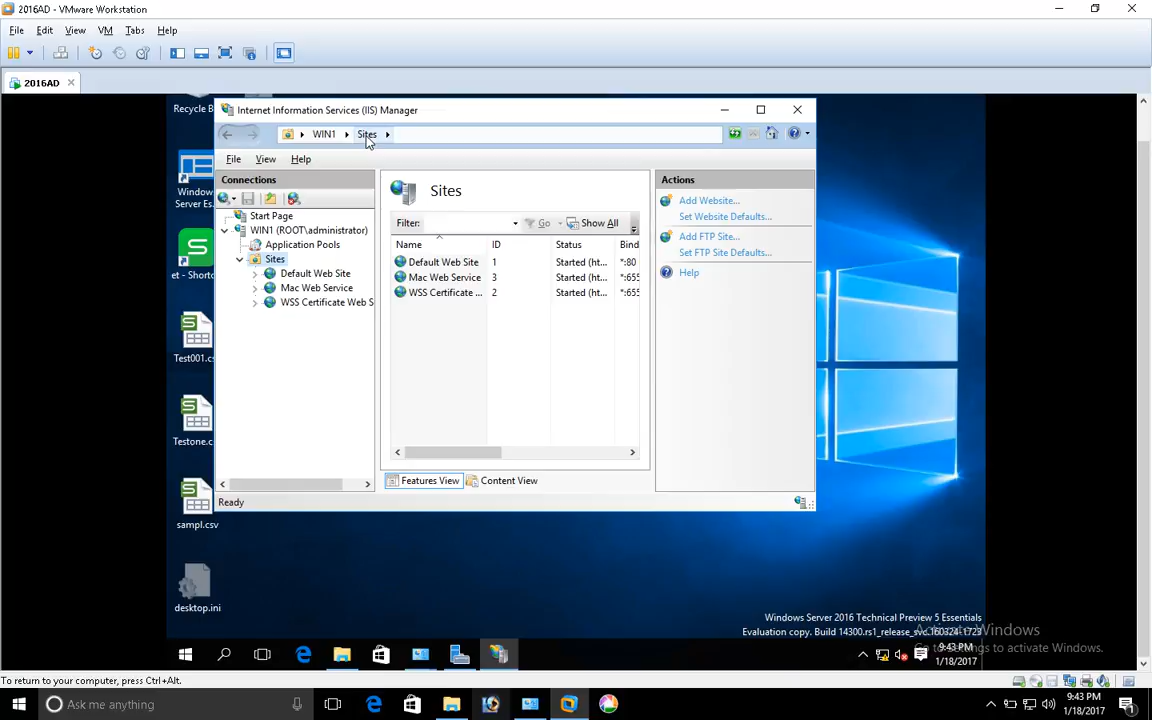 2016AD - VMware Workstation
File Edit View VM Tabs Help
2016AD
Recycle B
Internet Information Services (IIS) Manager
WIN1 Sites
File View Help
Connections
Start Page
WIN1 (ROOT\administrator)
Application Pools
Sites
Default Web Site
Mac Web Service
WSS Certificate Web S
Sites
Filter: Go Show All
Name ID Status Bind
Default Web Site 1 Started (ht... *:80
Mac Web Service 3 Started (ht... *:655
WSS Certificate ... 2 Started (ht... *:655
Features View Content View
Actions
Add Website...
Set Website Defaults...
Add FTP Site...
Set FTP Site Defaults...
Help
Ready
Window
Server Es.
et - Shortc
Test001.c
Testone.c
sampl.csv
desktop.ini
Windows Server 2016 Technical Preview 5 Essentials
Evaluation copy. Build 14300.rs1_release_svc.160324-1723
Activate Windows
Go to Settings to activate Windows.
9:43 PM
1/18/2017
To return to your computer, press Ctrl+Alt.
Ask me anything
9:43 PM
1/18/2017
1